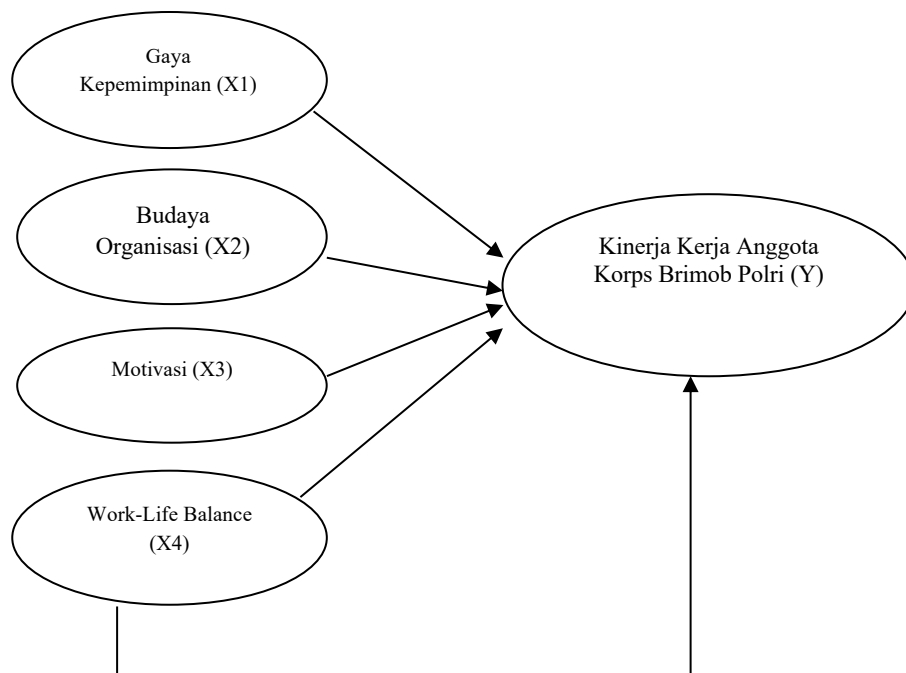 Gaya
Kepemimpinan (X1)
Budaya
Organisasi (X2)
Kinerja Kerja Anggota
Korps Brimob Polri (Y)
Motivasi (X3)
Work-Life Balance
(X4)